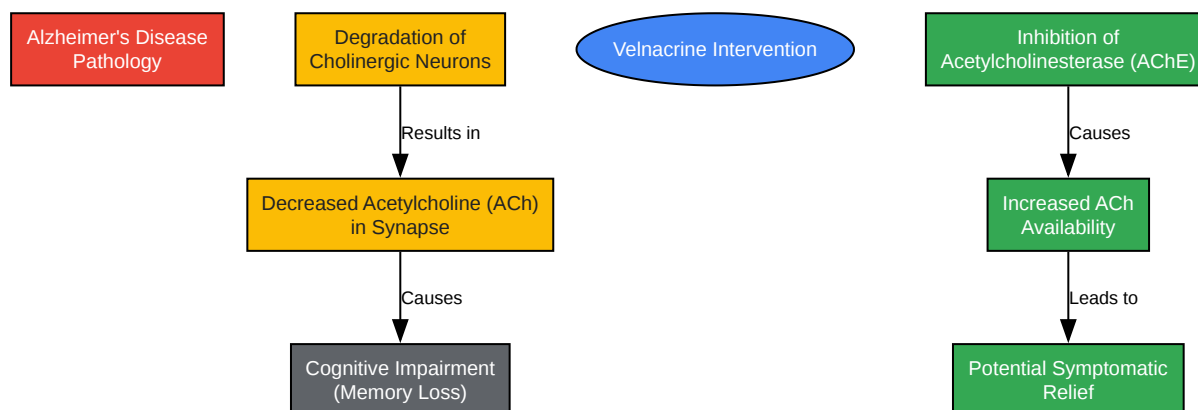 Alzheimer's Disease
Pathology
Degradation of
Cholinergic Neurons
Velnacrine Intervention
Inhibition of
Acetylcholinesterase (AChE)
Results in
Causes
Decreased Acetylcholine (ACh)
in Synapse
Increased ACh
Availability
Causes
Leads to
Cognitive Impairment
(Memory Loss)
Potential Symptomatic
Relief